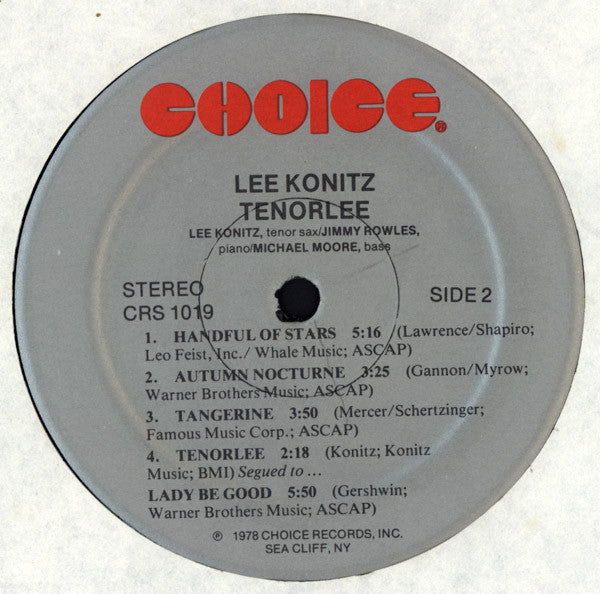 CHOICE®
LEE KONITZ
TENORLEE
LEE KONITZ, tenor sax/JIMMY ROWLES,
piano/MICHAEL MOORE, bass
STEREO
CRS 1019
SIDE 2
1. HANDFUL OF STARS 5:16 (Lawrence/Shapiro;
Leo Feist, Inc./ Whale Music; ASCAP)
2. AUTUMN NOCTURNE 3:25 (Gannon/Myrow;
Warner Brothers Music; ASCAP)
3. TANGERINE 3:50 (Mercer/Schertzinger;
Famous Music Corp.; ASCAP)
4. TENORLEE 2:18 (Konitz; Konitz
Music; BMI) Segued to ...
LADY BE GOOD 5:50 (Gershwin;
Warner Brothers Music; ASCAP)
℗ 1978 CHOICE RECORDS, INC.
SEA CLIFF, NY